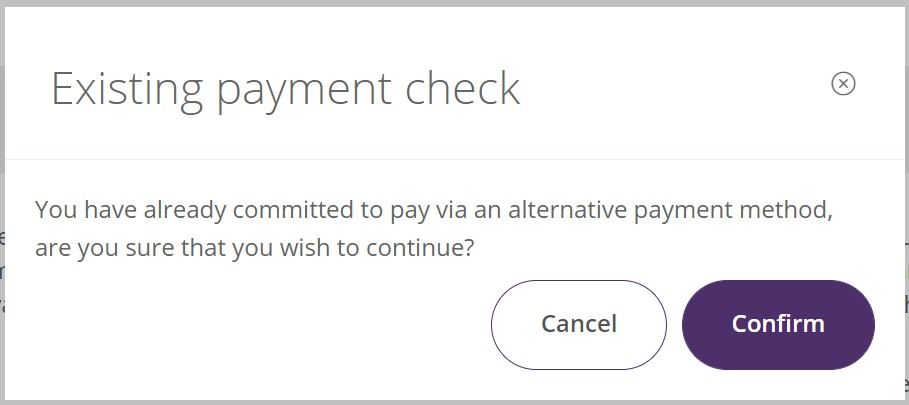 Existing payment check
You have already committed to pay via an alternative payment method,
are you sure that you wish to continue?
Cancel
Confirm